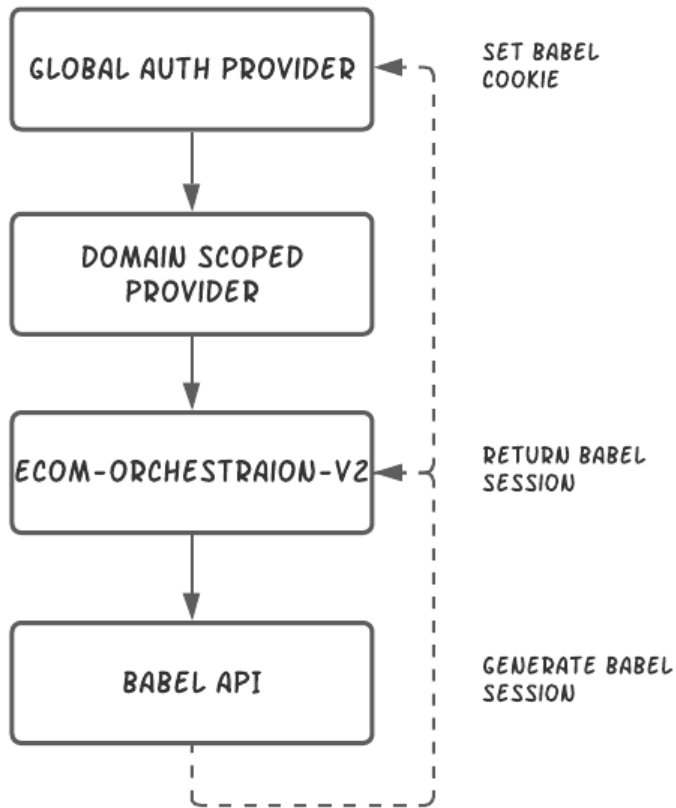 GLOBAL AUTH PROVIDER
SET BABEL
COOKIE
DOMAIN SCOPED
PROVIDER
ECOM-ORCHESTRAION-V2
RETURN BABEL
SESSION
BABEL API
GENERATE BABEL
SESSION